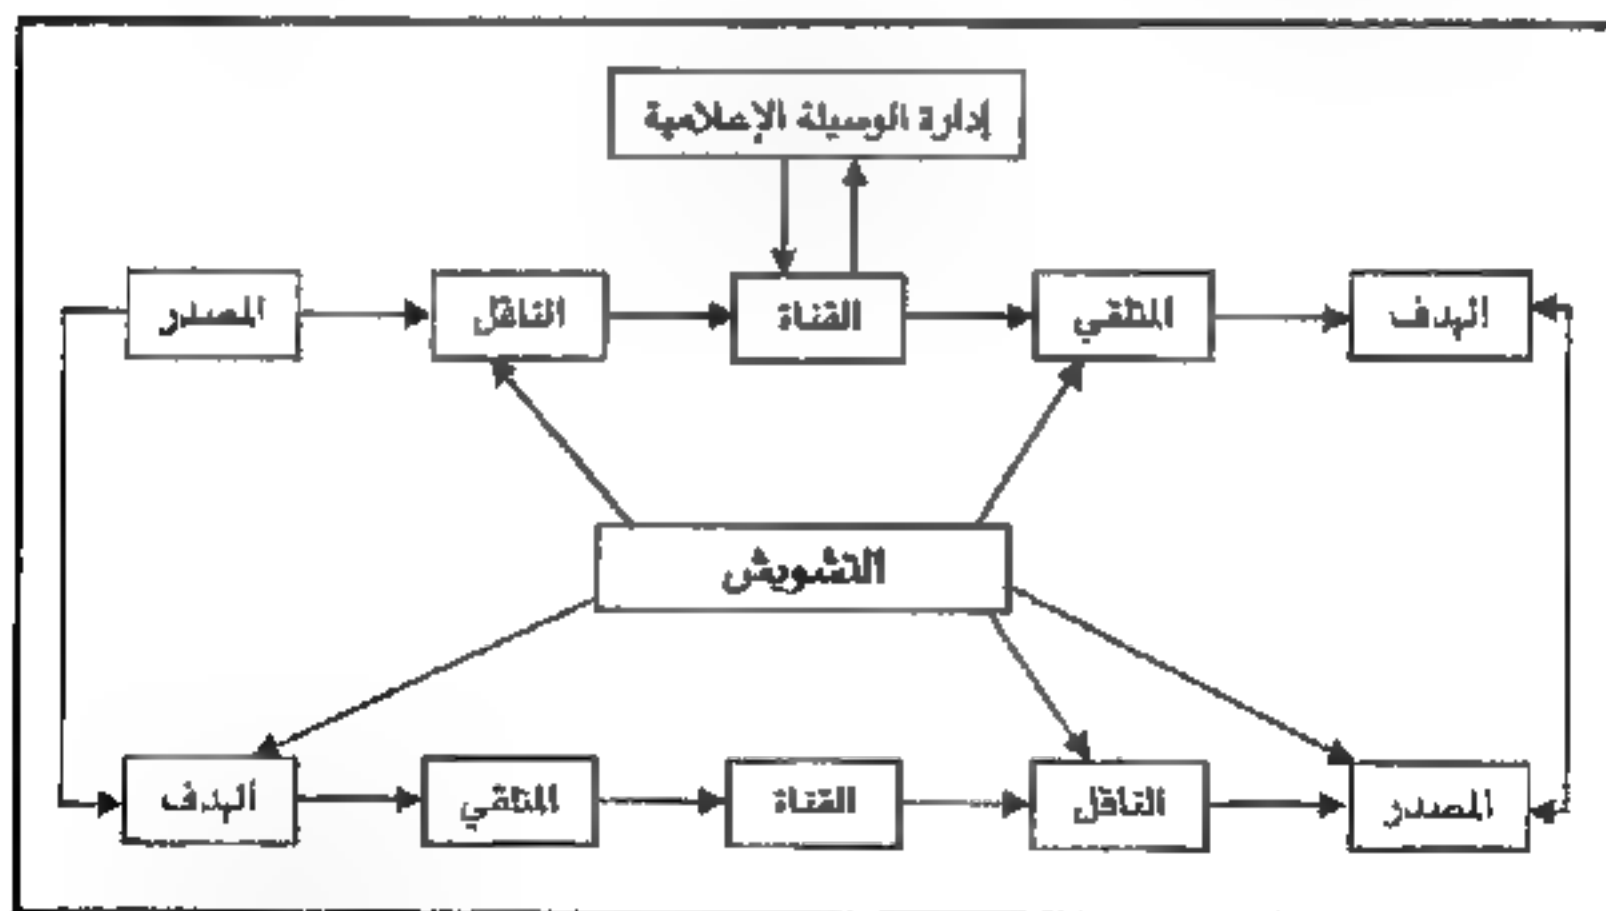 إدارة الوسيلة الإعلامية
المصدر
الناقل
القناة
المتلقي
الهدف
التشويش
الهدف
المتلقي
القناة
الناقل
المصدر